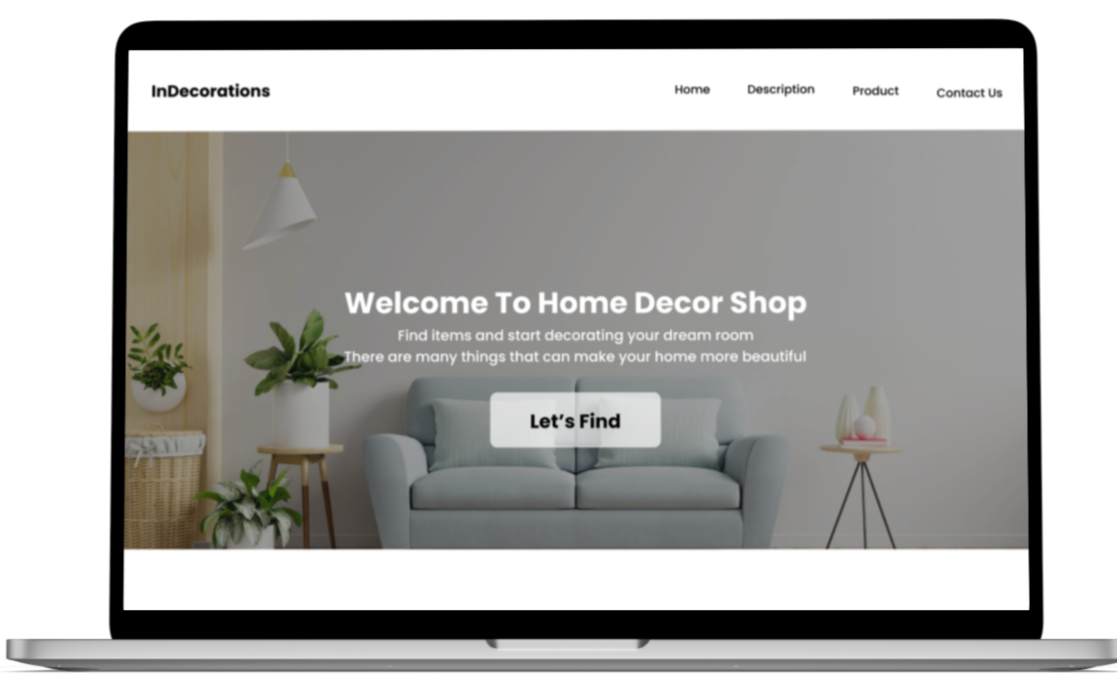 InDecorations
Home Description Product Contact Us
Welcome To Home Decor Shop
Find items and start decorating your dream room
There are many things that can make your home more beautiful
Let's Find